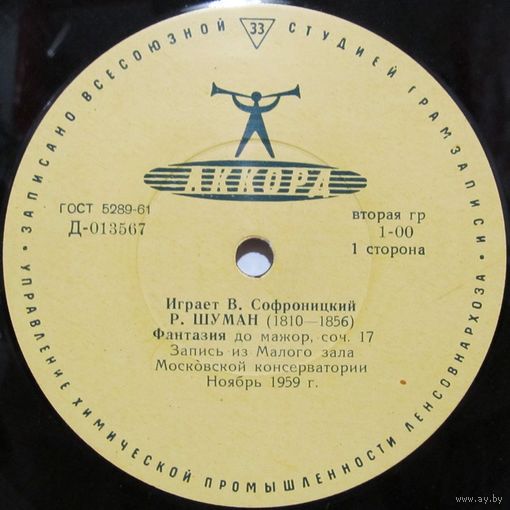 • ЗАПИСАНО ВСЕСОЮЗНОЙ СТУДИЕЙ ГРАМЗАПИСИ •
УПРАВЛЕНИЕ ХИМИЧЕСКОЙ ПРОМЫШЛЕННОСТИ ЛЕНСОВНАРХОЗА
33
АККОРД
ГОСТ 5289-61
Д-013567
вторая гр
1-00
1 сторона
Играет В. Софроницкий
Р. ШУМАН (1810—1856)
Фантазия до мажор, соч. 17
Запись из Малого зала
Московской консерватории
Ноябрь 1959 г.
ay.by